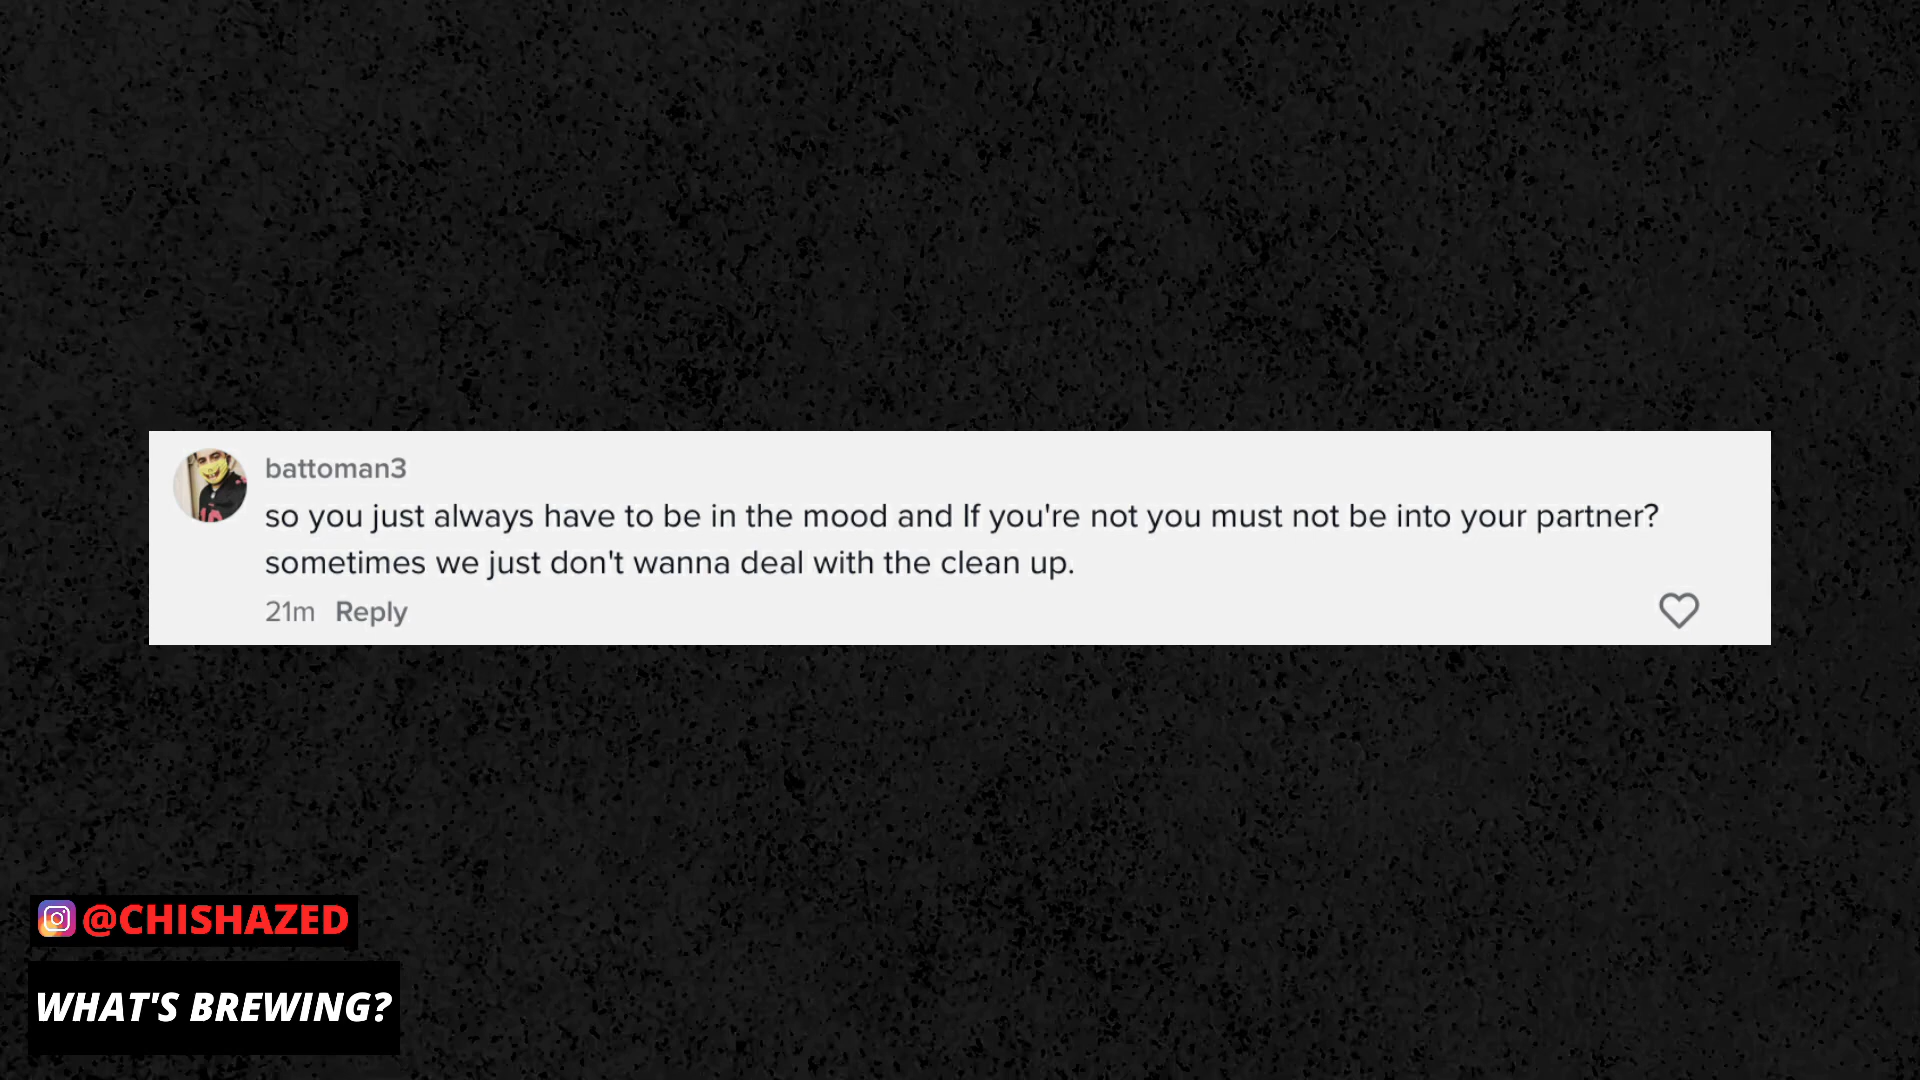 battoman3
so you just always have to be in the mood and If you're not you must not be into your partner?
sometimes we just don't wanna deal with the clean up.
21m Reply
@CHISHAZED
WHAT'S BREWING?